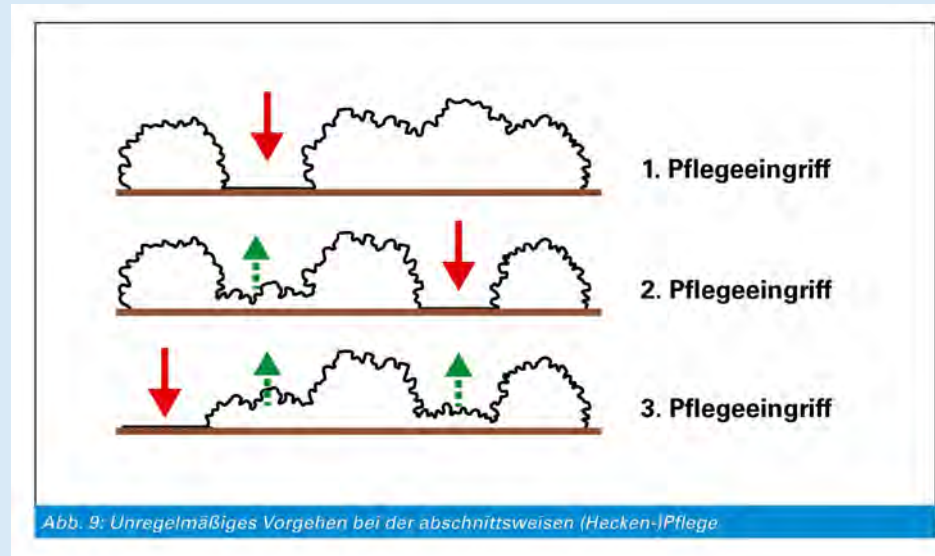 1. Pflegeeingriff
2. Pflegeeingriff
3. Pflegeeingriff
Abb. 9: Unregelmäßiges Vorgehen bei der abschnittsweisen (Hecken-)Pflege